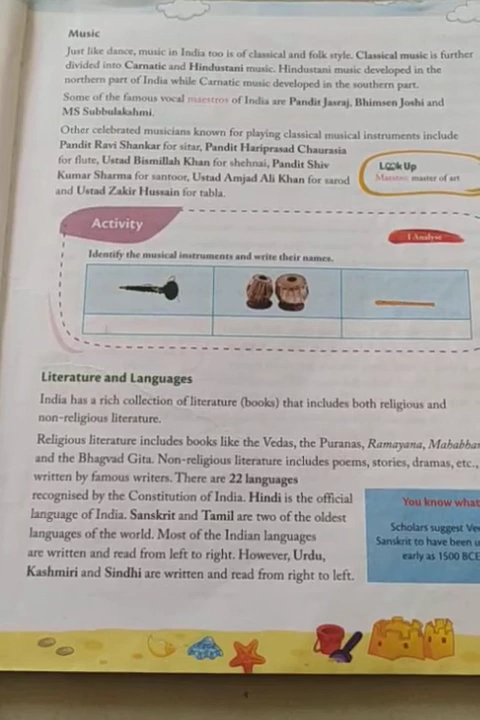 Music
Just like dance, music in India too is of classical and folk style. Classical music is further
divided into Carnatic and Hindustani music. Hindustani music developed in the
northern part of India while Carnatic music developed in the southern part.
Some of the famous vocal maestros of India are Pandit Jasraj, Bhimsen Joshi and
MS Subbulakshmi.
Other celebrated musicians known for playing classical musical instruments include
Pandit Ravi Shankar for sitar, Pandit Hariprasad Chaurasia
for flute, Ustad Bismillah Khan for shehnai, Pandit Shiv
Kumar Sharma for santoor, Ustad Amjad Ali Khan for sarod
and Ustad Zakir Hussain for tabla.
Look Up
Maestro: master of art
Activity
I Analyse
Identify the musical instruments and write their names.
Literature and Languages
India has a rich collection of literature (books) that includes both religious and
non-religious literature.
Religious literature includes books like the Vedas, the Puranas, Ramayana,
and the Bhagvad Gita. Non-religious literature includes poems, stories, dramas, etc.,
written by famous writers. There are 22 languages
recognised by the Constitution of India. Hindi is the official
language of India. Sanskrit and Tamil are two of the oldest
languages of the world. Most of the Indian languages
are written and read from left to right. However, Urdu,
Kashmiri and Sindhi are written and read from right to left.
You know what
Scholars suggest
Sanskrit to have been
early as 1500 BCE